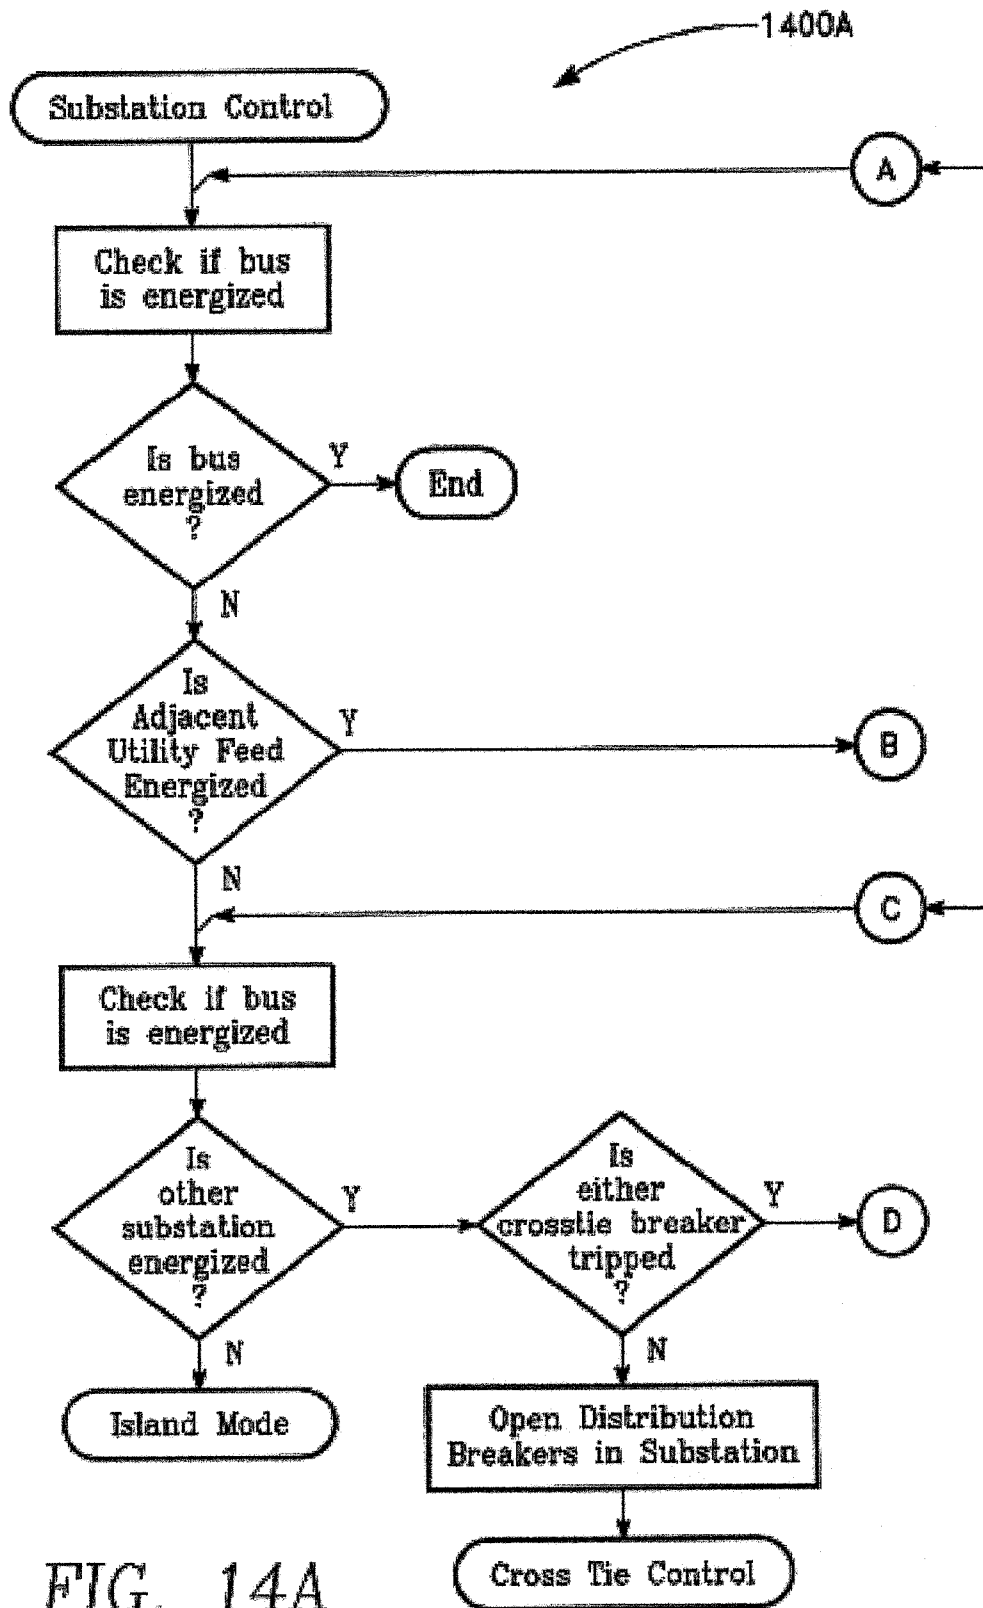 1400A
Substation Control
A
Check if bus
is energized
Is bus
energized
?
Y
End
N
Is
Adjacent
Utility Feed
Energized
?
Y
B
N
C
Check if bus
is energized
Is
other
substation
energized
?
Y
Is
either
crosstie breaker
tripped
?
Y
D
N
N
Island Mode
Open Distribution
Breakers in Substation
Cross Tie Control
FIG. 14A